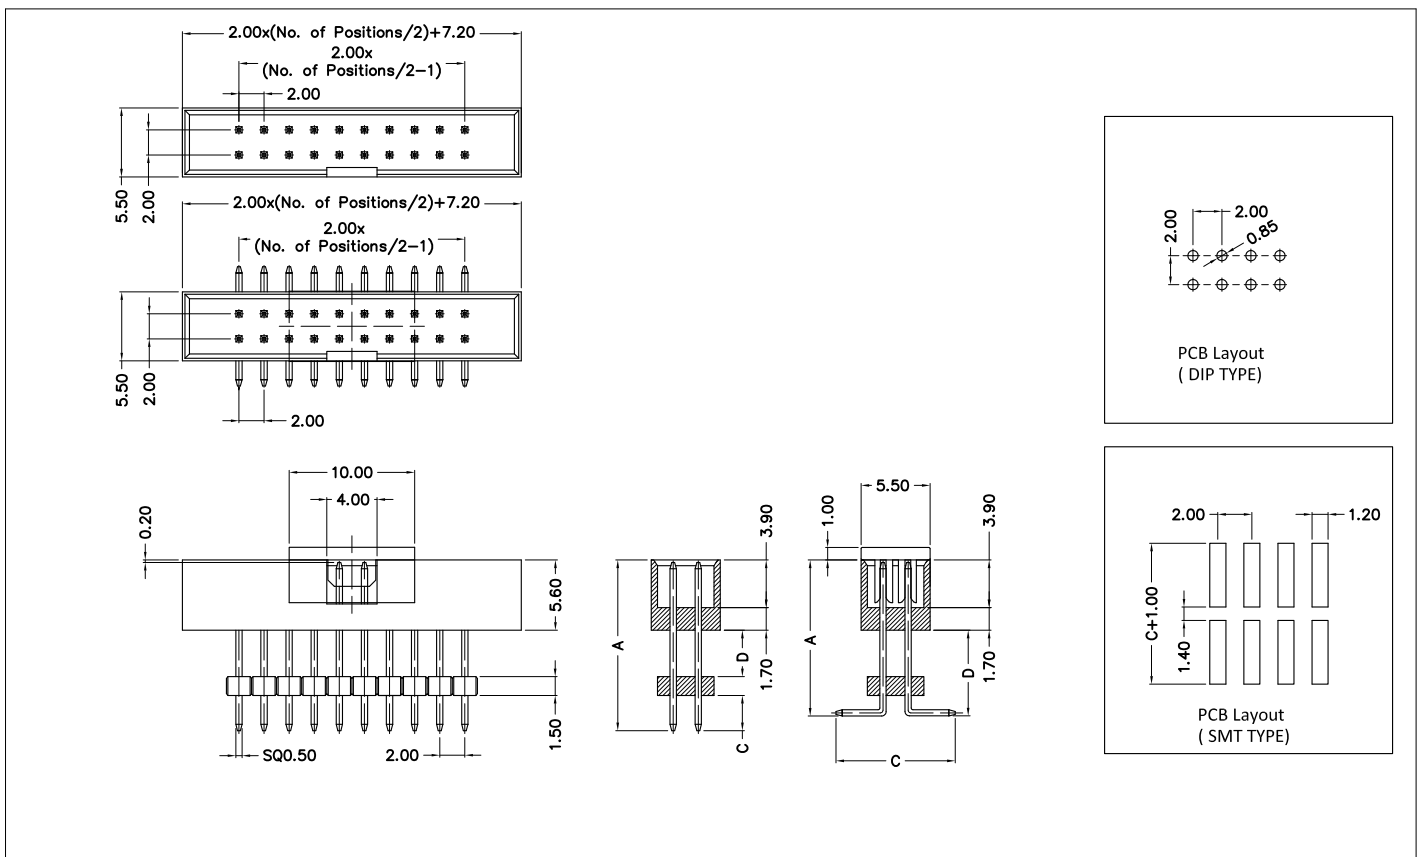 2.00x(No. of Positions/2)+7.20
2.00x
(No. of Positions/2-1)
2.00
5.50
2.00
2.00x(No. of Positions/2)+7.20
2.00x
(No. of Positions/2-1)
5.50
2.00
2.00
2.00
2.00
0.85
PCB Layout
( DIP TYPE)
10.00
4.00
0.20
5.60
1.50
SQ0.50
2.00
3.90
A
D
1.70
C
5.50
1.00
3.90
A
D
1.70
C
2.00
1.20
C+1.00
1.40
PCB Layout
( SMT TYPE)